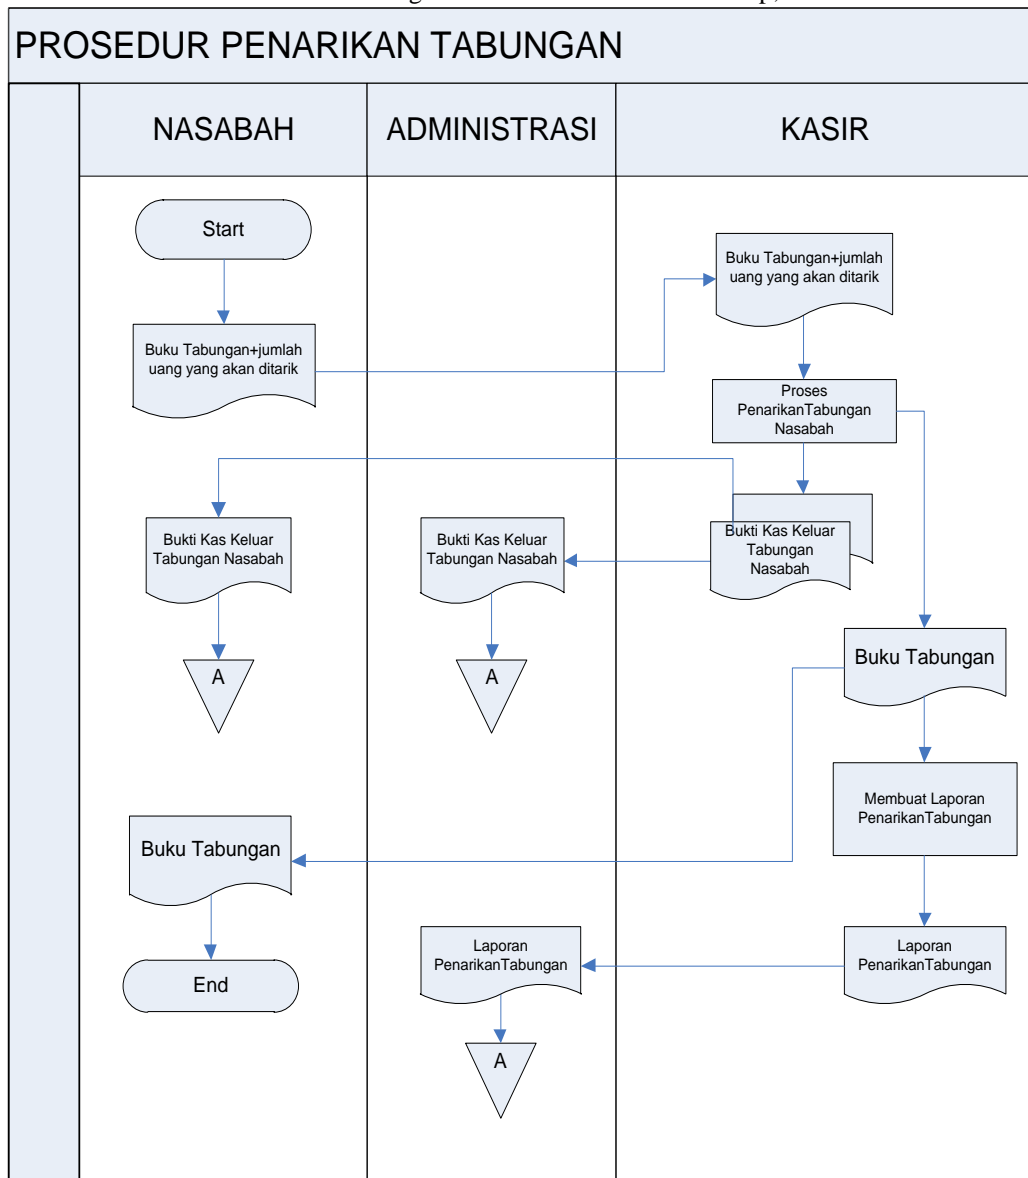 PROSEDUR PENARIKAN TABUNGAN
NASABAH
ADMINISTRASI
KASIR
Start
Buku Tabungan+jumlah
uang yang akan ditarik
Buku Tabungan+jumlah
uang yang akan ditarik
Proses
PenarikanTabungan
Nasabah
Bukti Kas Keluar
Tabungan Nasabah
Bukti Kas Keluar
Tabungan Nasabah
Bukti Kas Keluar
Tabungan
Nasabah
A
A
Buku Tabungan
Membuat Laporan
PenarikanTabungan
Buku Tabungan
Laporan
PenarikanTabungan
Laporan
PenarikanTabungan
End
A